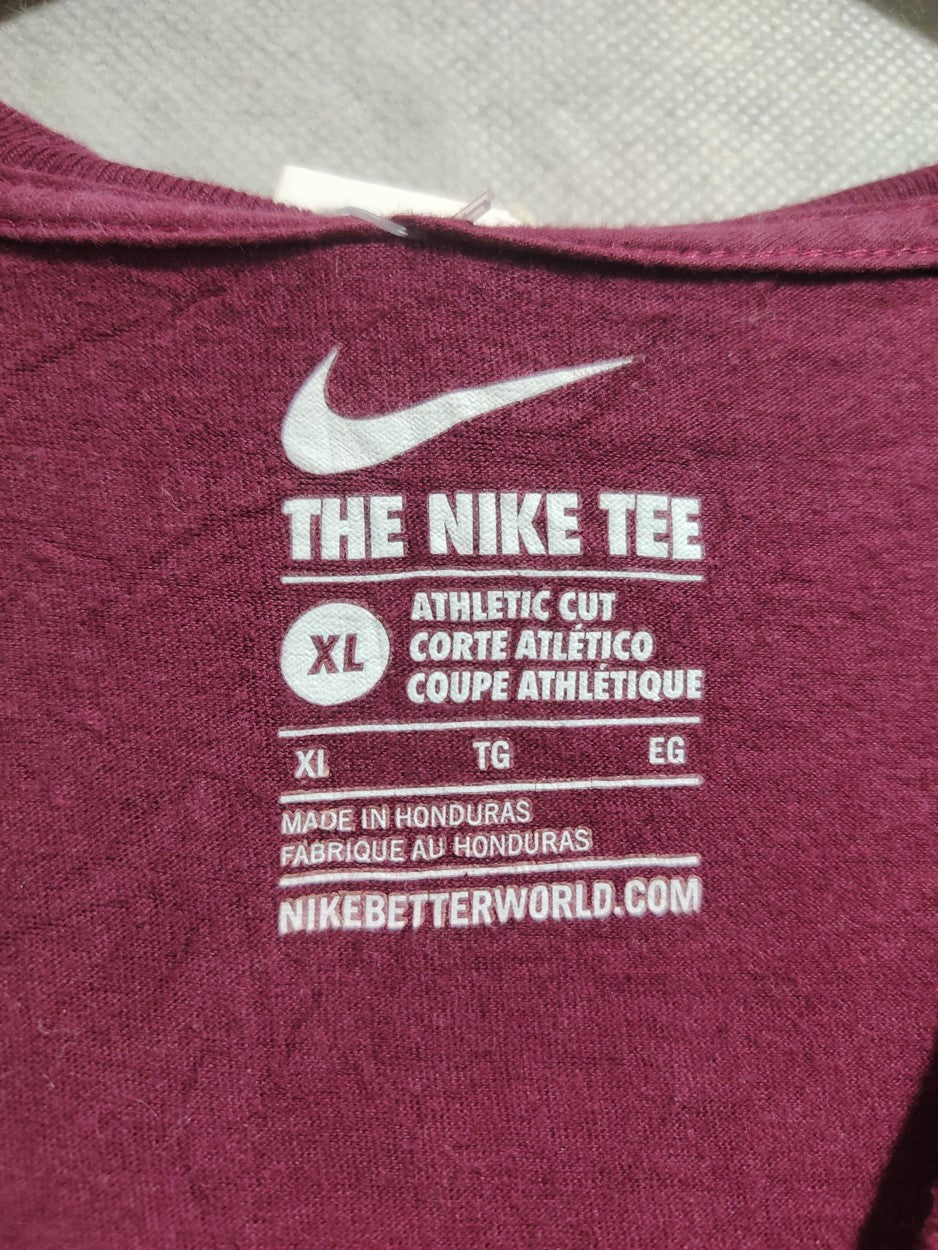 THE NIKE TEE
XL
ATHLETIC CUT
CORTE ATLÉTICO
COUPE ATHLÉTIQUE
XL TG EG
MADE IN HONDURAS
FABRIQUE AU HONDURAS
NIKEBETTERWORLD.COM